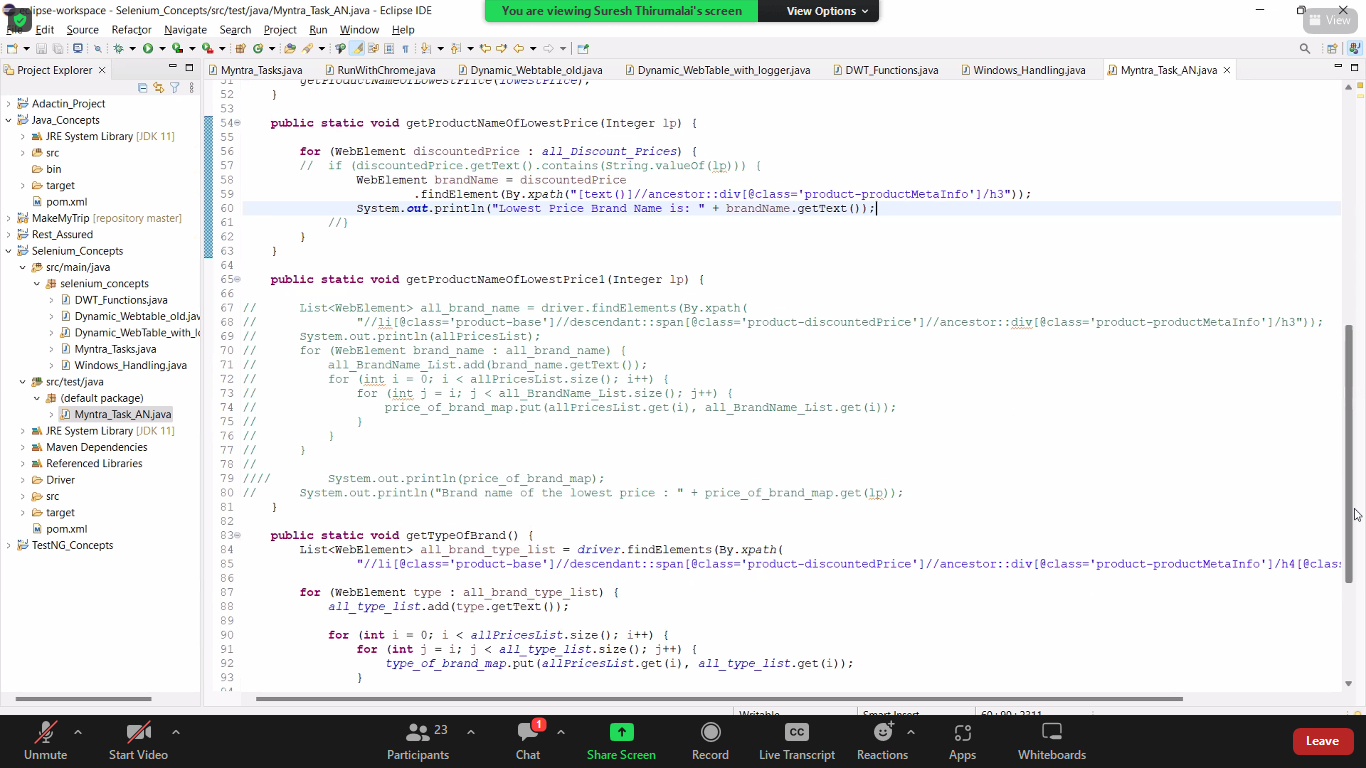 eclipse-workspace - Selenium_Concepts/src/test/java/Myntra_Task_AN.java - Eclipse IDE
You are viewing Suresh Thirumalai's screen
View Options
View
File Edit Source Refactor Navigate Search Project Run Window Help
Project Explorer
Myntra_Tasks.java
RunWithChrome.java
Dynamic_Webtable_old.java
Dynamic_WebTable_with_logger.java
DWT_Functions.java
Windows_Handling.java
Myntra_Task_AN.java
Adactin_Project
Java_Concepts
JRE System Library [JDK 11]
src
bin
target
pom.xml
MakeMyTrip [repository master]
Rest_Assured
Selenium_Concepts
src/main/java
selenium_concepts
DWT_Functions.java
Dynamic_Webtable_old.jav
Dynamic_WebTable_with_lo
Myntra_Tasks.java
Windows_Handling.java
src/test/java
(default package)
Myntra_Task_AN.java
JRE System Library [JDK 11]
Maven Dependencies
Referenced Libraries
Driver
src
target
pom.xml
TestNG_Concepts
51 getProductNameOfLowestPrice(lowestPrice);
52 }
53
54 public static void getProductNameOfLowestPrice(Integer lp) {
55
56 for (WebElement discountedPrice : all_Discount_Prices) {
57 // if (discountedPrice.getText().contains(String.valueOf(lp))) {
58 WebElement brandName = discountedPrice
59 .findElement(By.xpath("[text()]//ancestor::div[@class='product-productMetaInfo']/h3"));
60 System.out.println("Lowest Price Brand Name is: " + brandName.getText());
61 //}
62 }
63 }
64
65 public static void getProductNameOfLowestPrice1(Integer lp) {
66
67 // List<WebElement> all_brand_name = driver.findElements(By.xpath(
68 // "//li[@class='product-base']//descendant::span[@class='product-discountedPrice']//ancestor::div[@class='product-productMetaInfo']/h3"));
69 // System.out.println(allPricesList);
70 // for (WebElement brand_name : all_brand_name) {
71 // all_BrandName_List.add(brand_name.getText());
72 // for (int i = 0; i < allPricesList.size(); i++) {
73 // for (int j = i; j < all_BrandName_List.size(); j++) {
74 // price_of_brand_map.put(allPricesList.get(i), all_BrandName_List.get(i));
75 // }
76 // }
77 // }
78 //
79 //// System.out.println(price_of_brand_map);
80 // System.out.println("Brand name of the lowest price : " + price_of_brand_map.get(lp));
81 }
82
83 public static void getTypeOfBrand() {
84 List<WebElement> all_brand_type_list = driver.findElements(By.xpath(
85 "//li[@class='product-base']//descendant::span[@class='product-discountedPrice']//ancestor::div[@class='product-productMetaInfo']/h4[@clas
86
87 for (WebElement type : all_brand_type_list) {
88 all_type_list.add(type.getText());
89
90 for (int i = 0; i < allPricesList.size(); i++) {
91 for (int j = i; j < all_type_list.size(); j++) {
92 type_of_brand_map.put(allPricesList.get(i), all_type_list.get(i));
93 }
94
Writable
Smart Insert
60 : 99 : 2311
Unmute
Start Video
Participants
23
Chat
1
Share Screen
Record
CC
Live Transcript
Reactions
Apps
Whiteboards
Leave